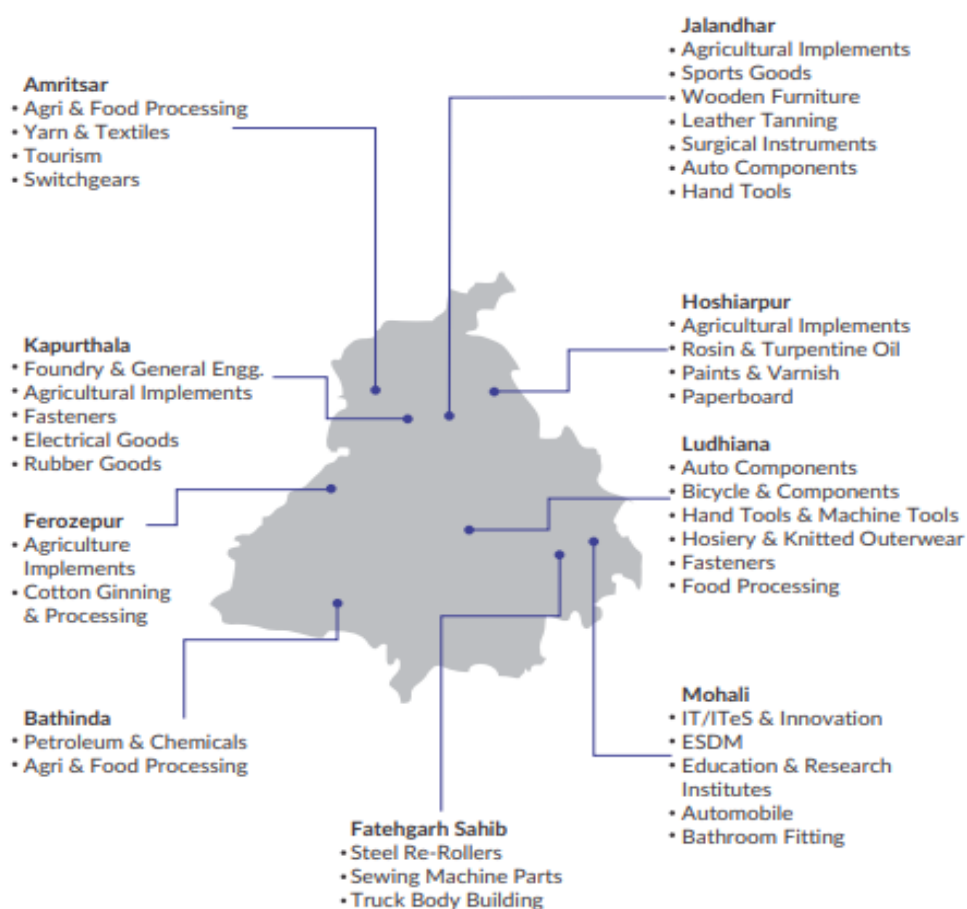 Jalandhar
• Agricultural Implements
• Sports Goods
• Wooden Furniture
• Leather Tanning
• Surgical Instruments
• Auto Components
• Hand Tools
Amritsar
• Agri & Food Processing
• Yarn & Textiles
• Tourism
• Switchgears
Hoshiarpur
• Agricultural Implements
• Rosin & Turpentine Oil
• Paints & Varnish
• Paperboard
Kapurthala
• Foundry & General Engg.
• Agricultural Implements
• Fasteners
• Electrical Goods
• Rubber Goods
Ludhiana
• Auto Components
• Bicycle & Components
• Hand Tools & Machine Tools
• Hosiery & Knitted Outerwear
• Fasteners
• Food Processing
Ferozepur
• Agriculture
Implements
• Cotton Ginning
& Processing
Bathinda
• Petroleum & Chemicals
• Agri & Food Processing
Mohali
• IT/ITeS & Innovation
• ESDM
• Education & Research
Institutes
• Automobile
• Bathroom Fitting
Fatehgarh Sahib
• Steel Re-Rollers
• Sewing Machine Parts
• Truck Body Building